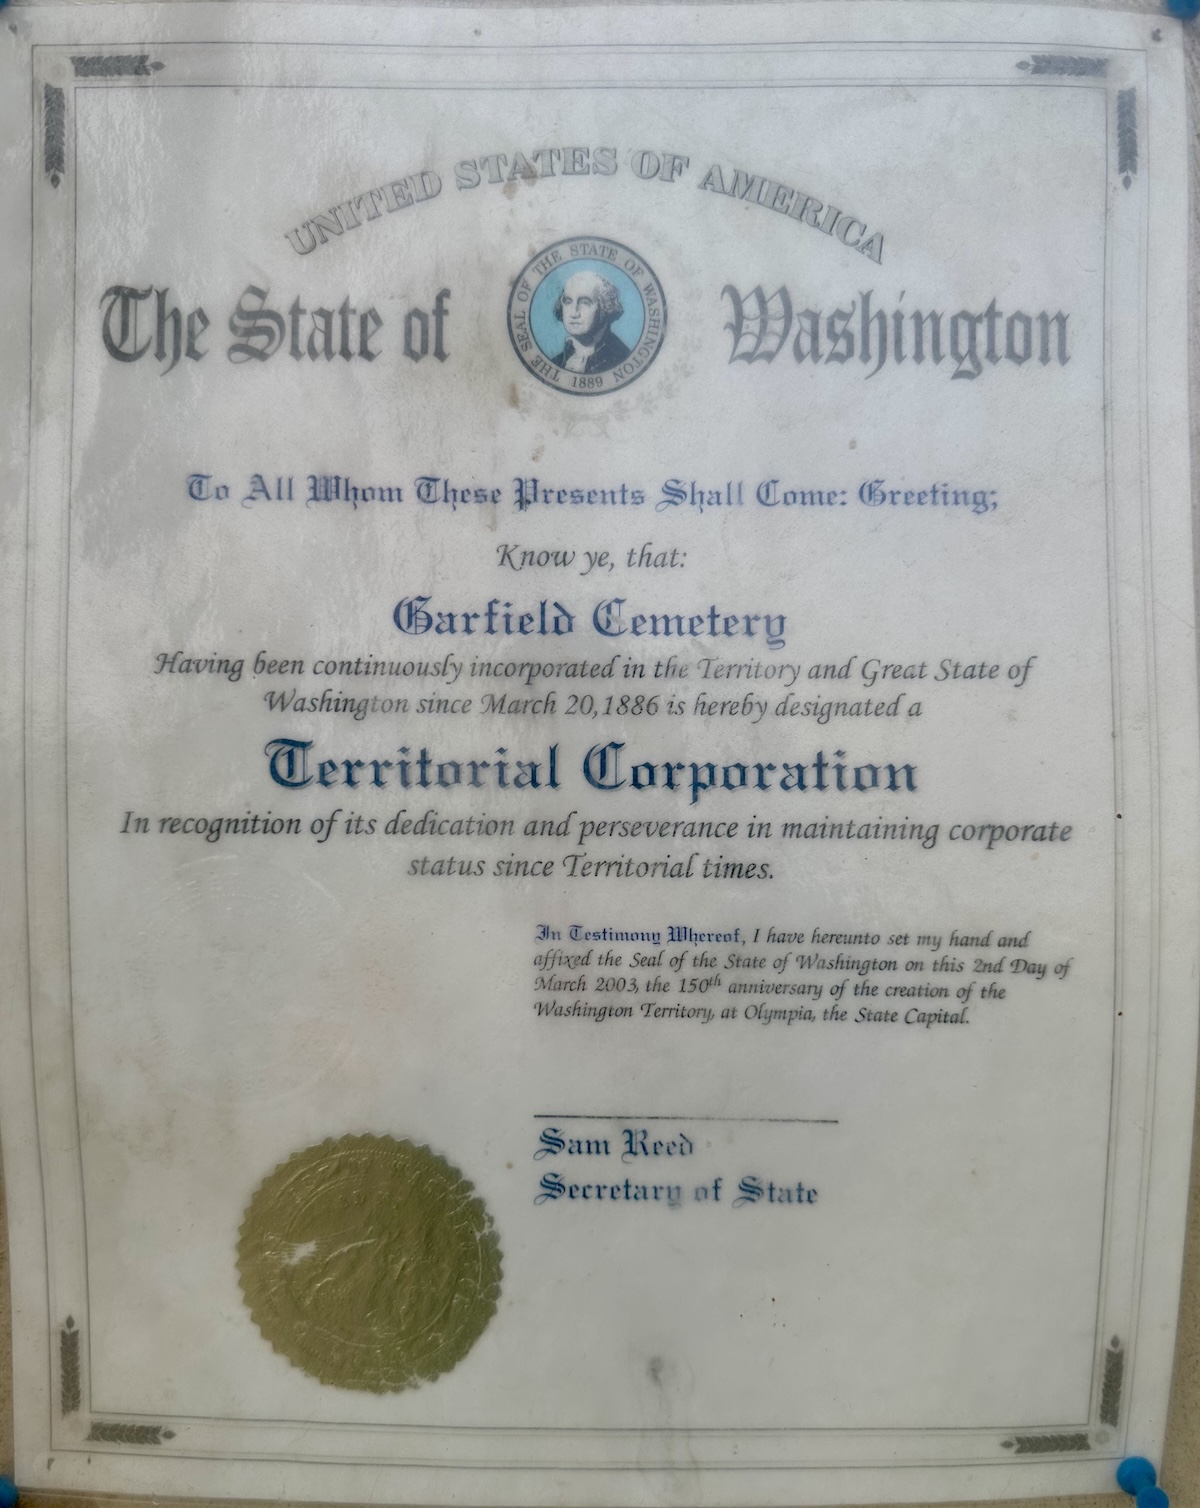 UNITED STATES OF AMERICA
The State of Washington
THE SEAL OF THE STATE OF WASHINGTON
1889
To All Whom These Presents Shall Come: Greeting;
Know ye, that:
Garfield Cemetery
Having been continuously incorporated in the Territory and Great State of
Washington since March 20,1886 is hereby designated a
Territorial Corporation
In recognition of its dedication and perseverance in maintaining corporate
status since Territorial times.
In Testimony Whereof, I have hereunto set my hand and
affixed the Seal of the State of Washington on this 2nd Day of
March 2003, the 150th anniversary of the creation of the
Washington Territory, at Olympia, the State Capital.
Sam Reed
Secretary of State